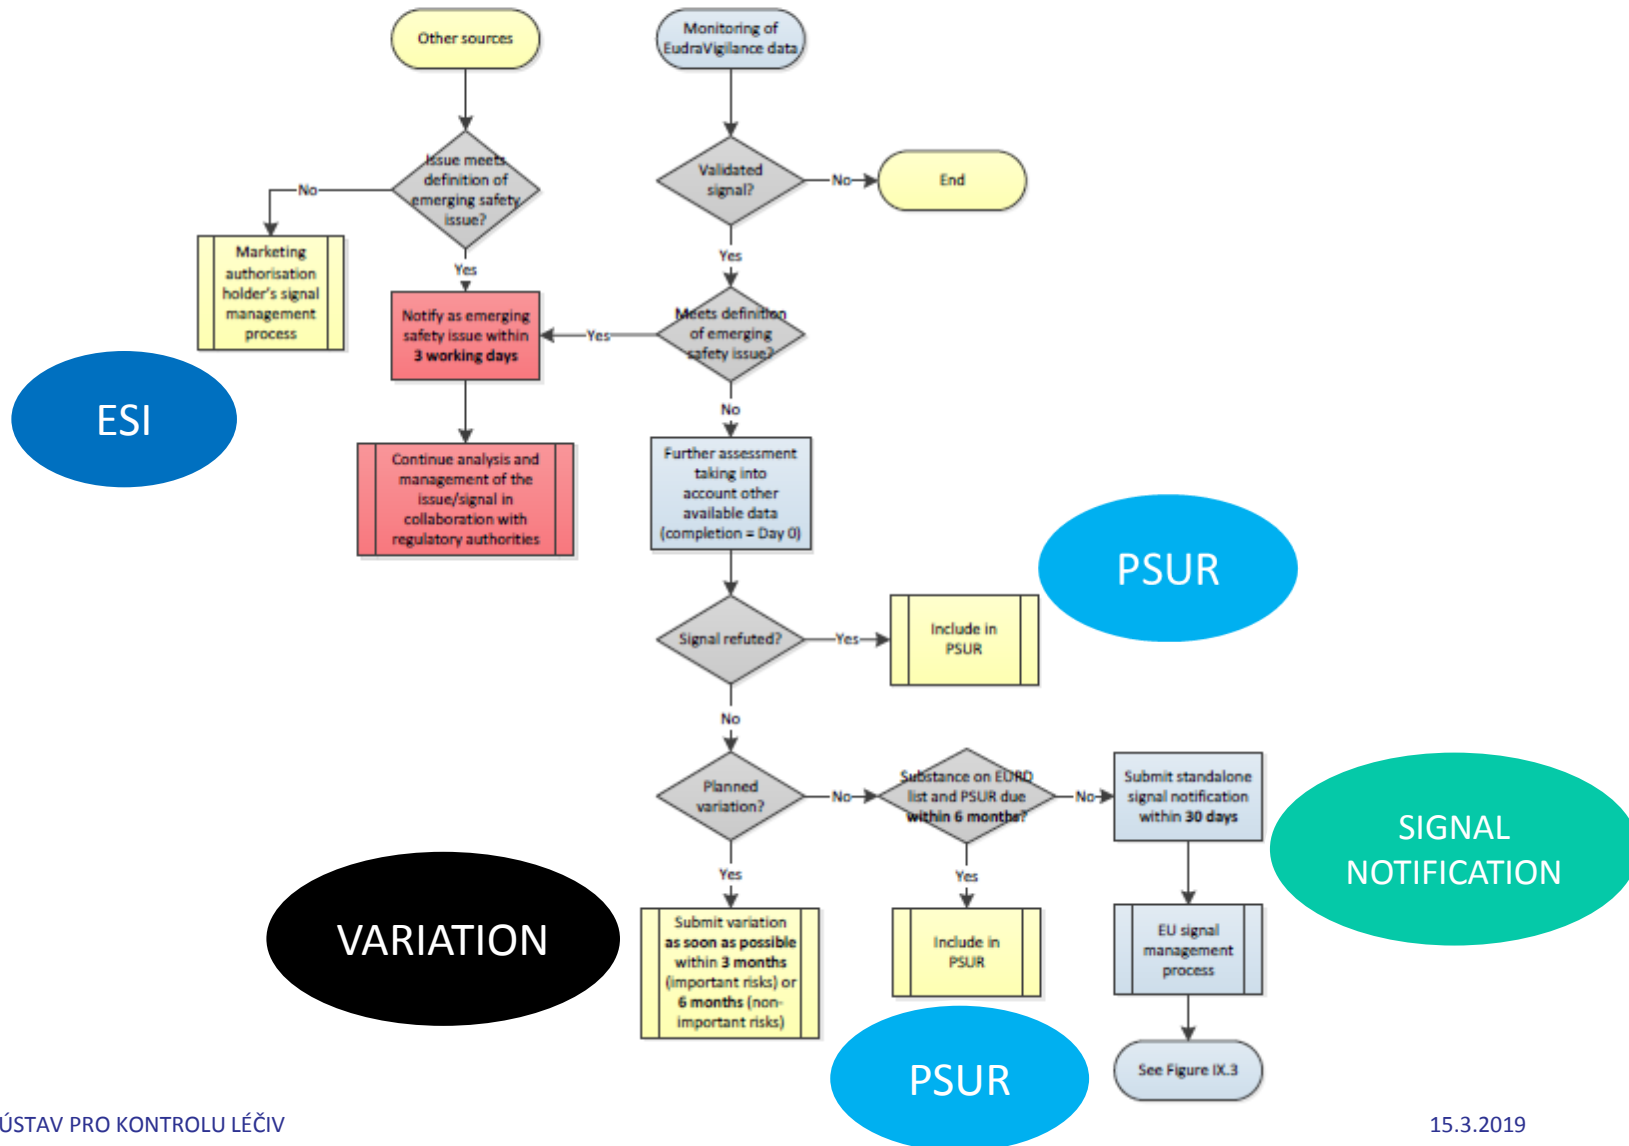 Other sources
Monitoring of
EudraVigilance data
Issue meets
definition of
emerging safety
issue?
Validated
signal?
No
End
No
Marketing
authorisation
holder's signal
management
process
Yes
Yes
Notify as emerging
safety issue within
3 working days
Yes
Meets definition
of emerging
safety issue?
ESI
No
Continue analysis and
management of the
issue/signal in
collaboration with
regulatory authorities
Further assessment
taking into
account other
available data
(completion = Day 0)
PSUR
Signal refuted?
Yes
Include in
PSUR
No
Planned
variation?
No
Substance on EURD
list and PSUR due
within 6 months?
No
Submit standalone
signal notification
within 30 days
SIGNAL
NOTIFICATION
Yes
Yes
VARIATION
Submit variation
as soon as possible
within 3 months
(important risks) or
6 months (non-
important risks)
Include in
PSUR
EU signal
management
process
PSUR
See Figure IX.3
ÚSTAV PRO KONTROLU LÉČIV
15.3.2019